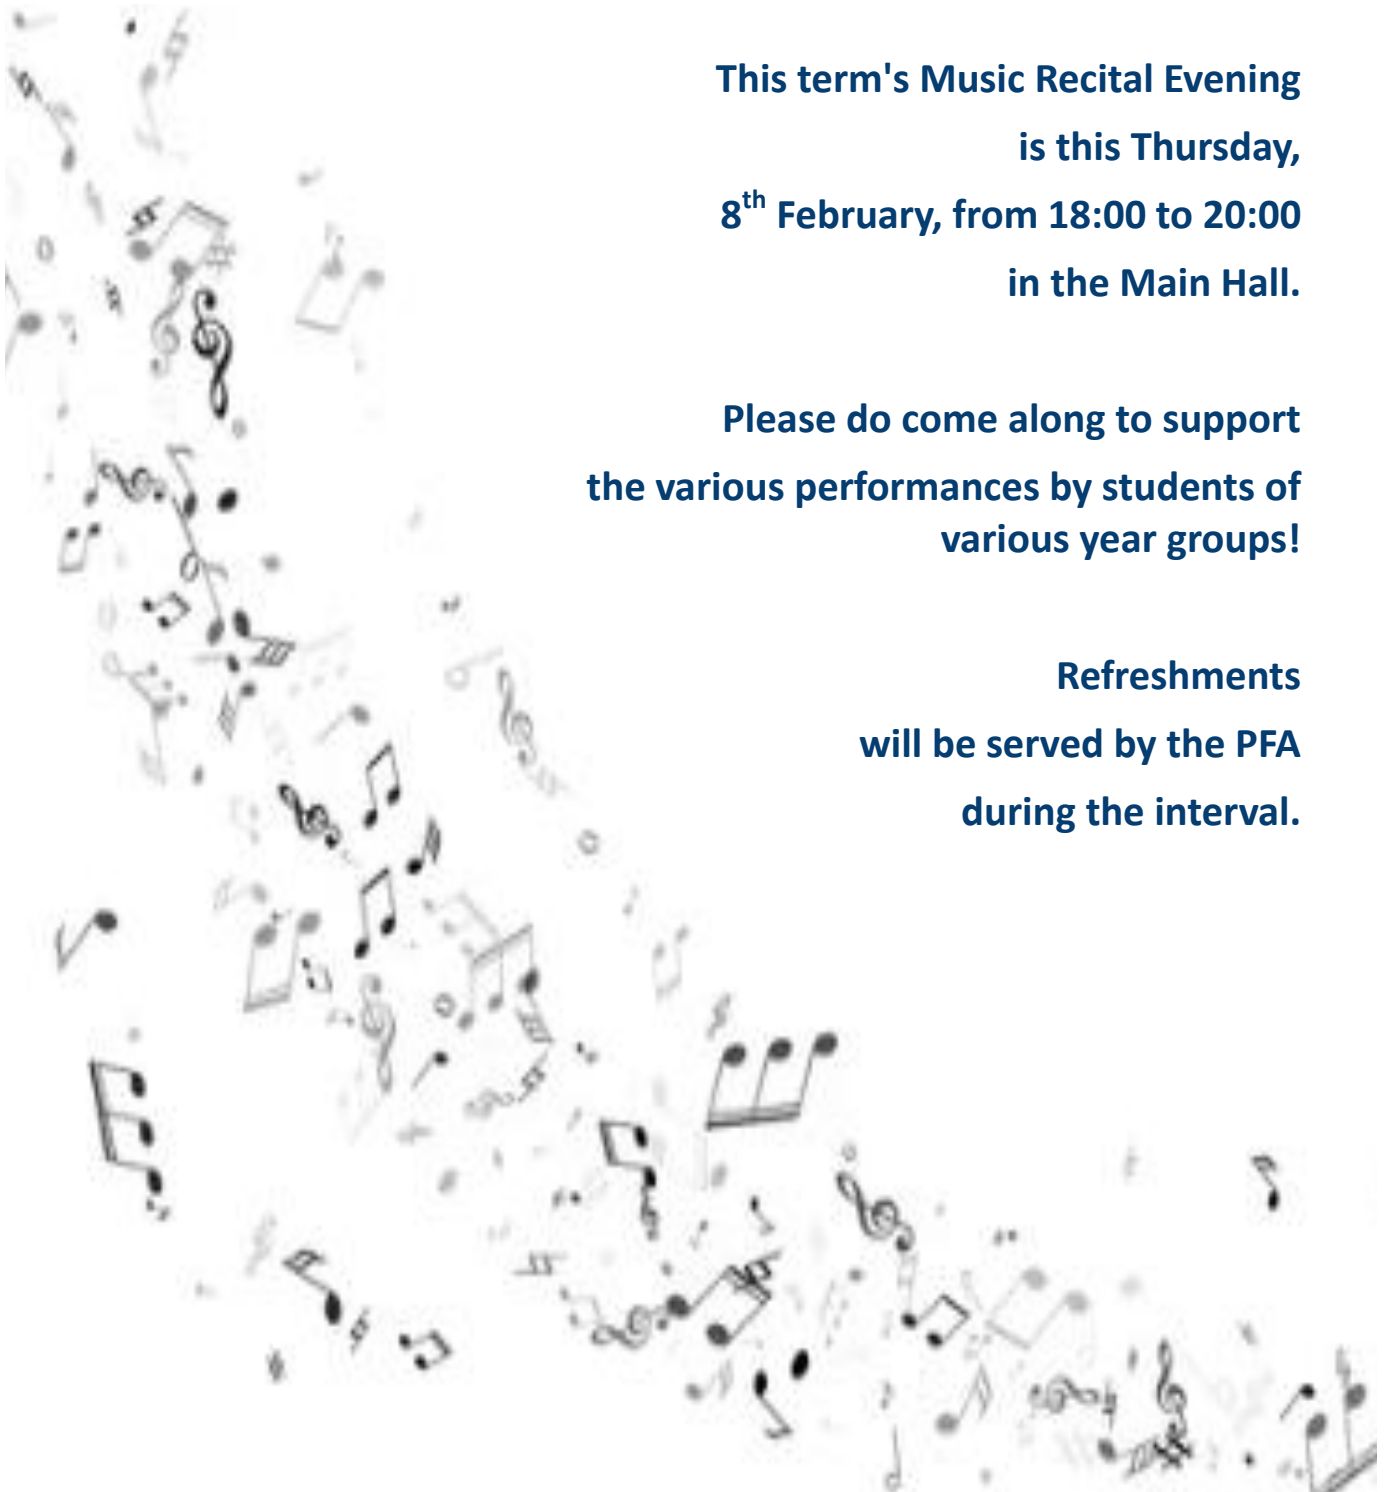 This term's Music Recital Evening
is this Thursday,
8th February, from 18:00 to 20:00
in the Main Hall.
Please do come along to support
the various performances by students of
various year groups!
Refreshments
will be served by the PFA
during the interval.